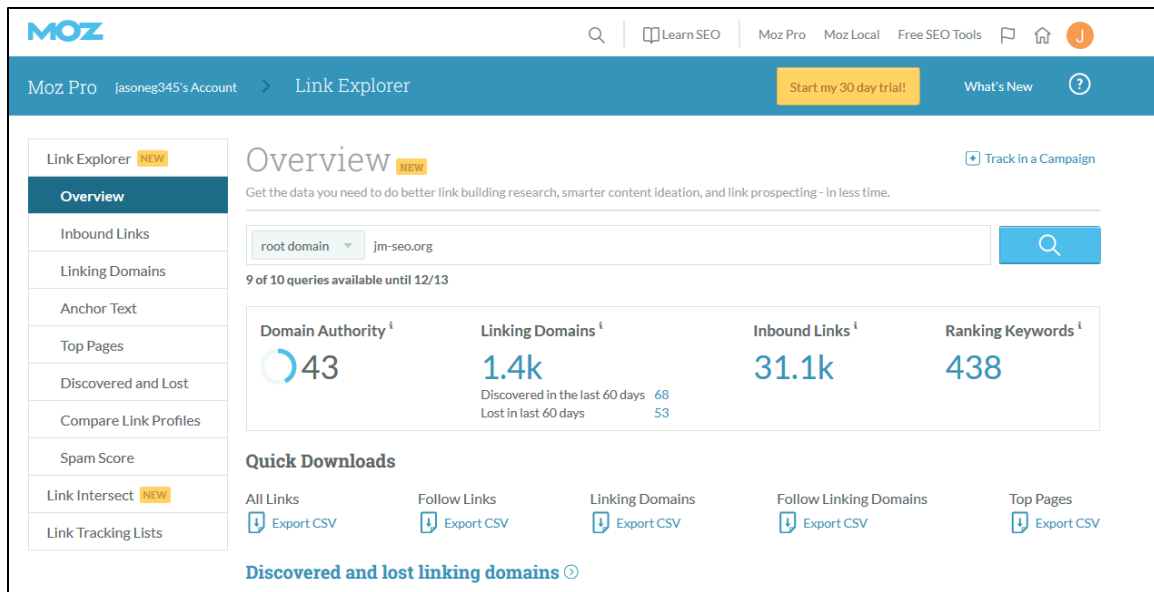 MOZ
Learn SEO
Moz Pro
Moz Local
Free SEO Tools
J
Moz Pro jasoneg345's Account > Link Explorer
Start my 30 day trial!
What's New
?
Link Explorer NEW
Overview
Inbound Links
Linking Domains
Anchor Text
Top Pages
Discovered and Lost
Compare Link Profiles
Spam Score
Link Intersect NEW
Link Tracking Lists
Overview NEW
Track in a Campaign
Get the data you need to do better link building research, smarter content ideation, and link prospecting - in less time.
root domain jm-seo.org
9 of 10 queries available until 12/13
Domain Authority i
43
Linking Domains i
1.4k
Discovered in the last 60 days 68
Lost in last 60 days 53
Inbound Links i
31.1k
Ranking Keywords i
438
Quick Downloads
All Links
Export CSV
Follow Links
Export CSV
Linking Domains
Export CSV
Follow Linking Domains
Export CSV
Top Pages
Export CSV
Discovered and lost linking domains